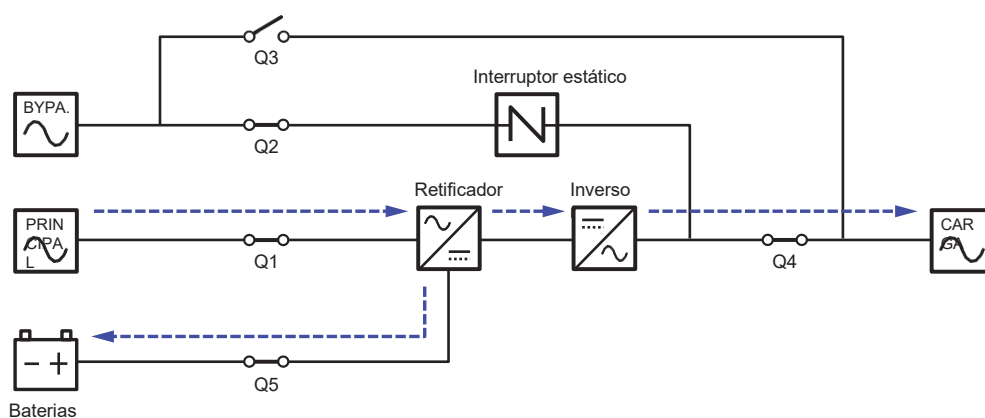 Q3
Interruptor estático
BYPA.
Q2
Retificador
Inverso
PRIN
CIPA
L
Q1
Q4
CAR
GA
Q5
Baterias